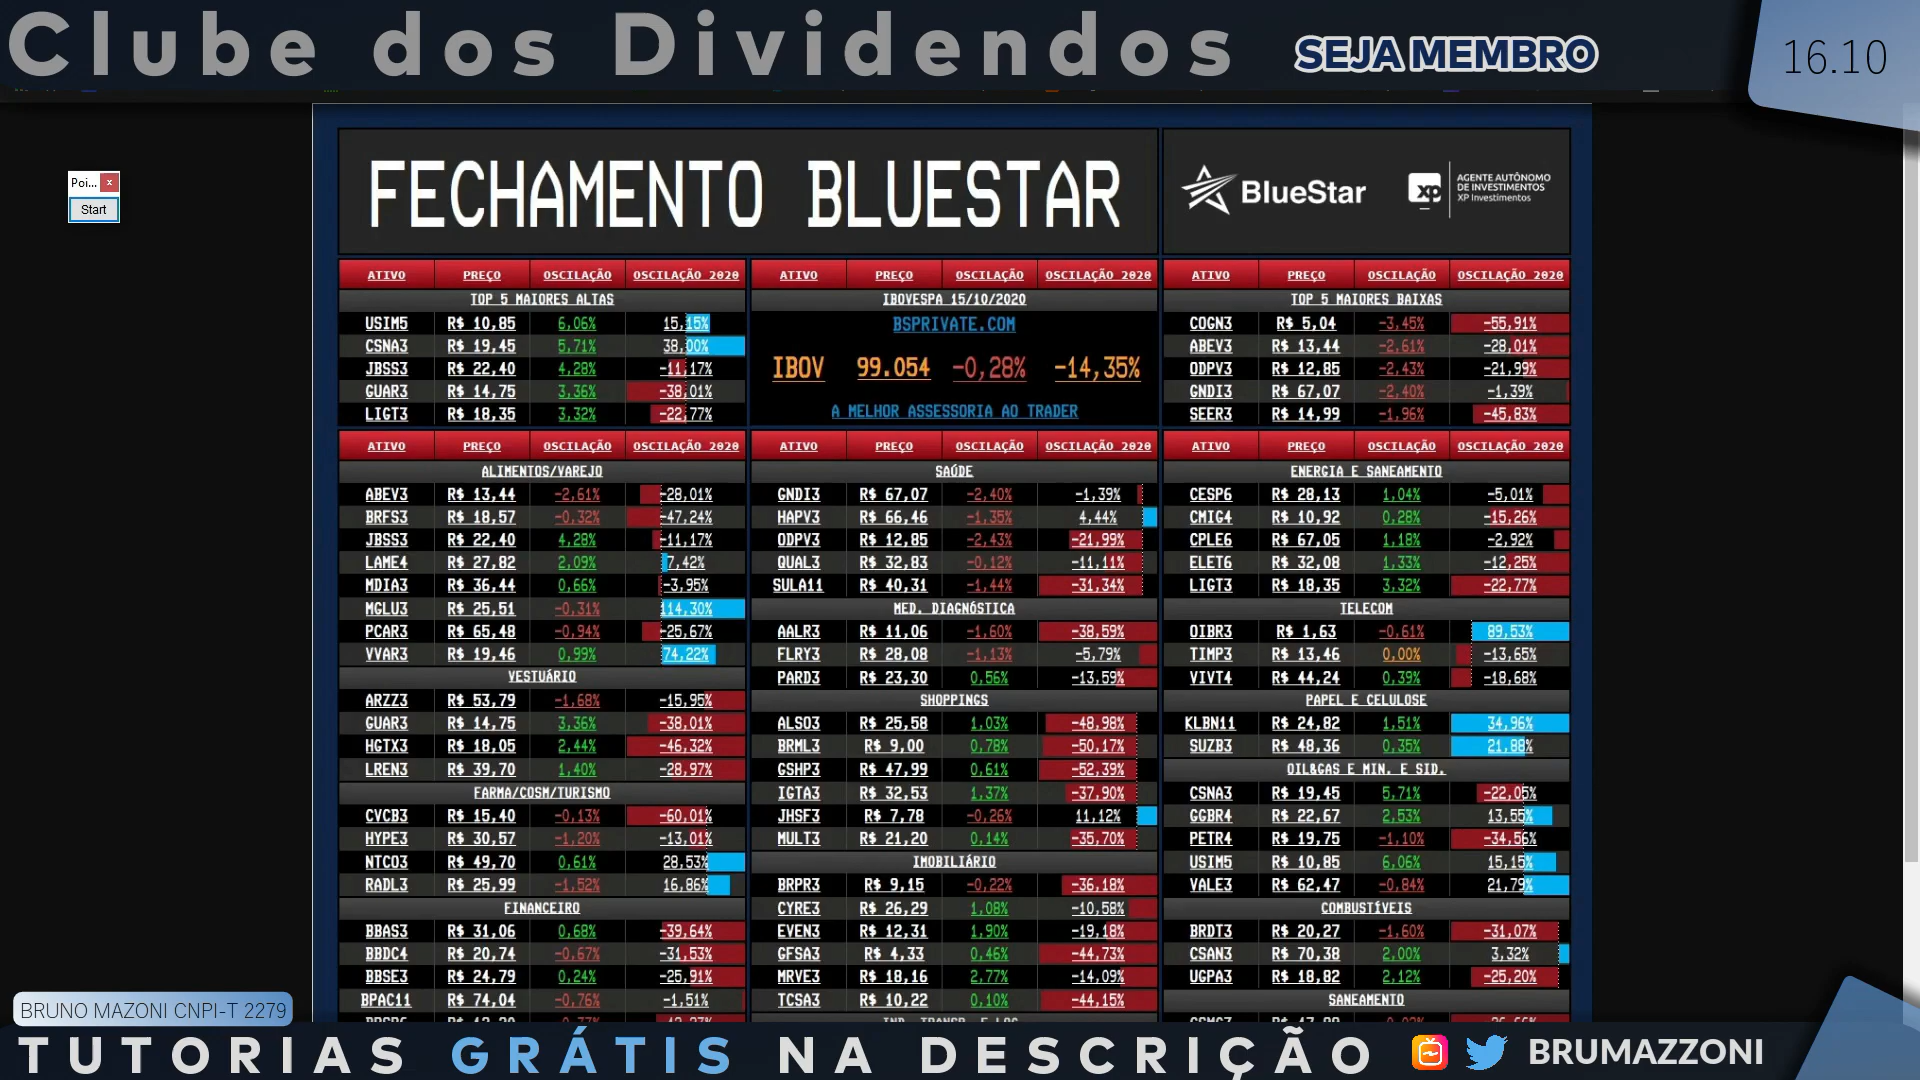 Clube dos Dividendos
SEJA MEMBRO
16.10
Poi...
x
Start
FECHAMENTO BLUESTAR
BlueStar
xp
AGENTE AUTÔNOMO
DE INVESTIMENTOS
XP Investimentos
ATIVO PREÇO OSCILAÇÃO OSCILAÇÃO 2020
TOP 5 MAIORES ALTAS
USIM5 R$ 10,85 6,06% 15,15%
CSNA3 R$ 19,45 5,71% 38,00%
JBSS3 R$ 22,40 4,28% -11,17%
GUAR3 R$ 14,75 3,36% -38,01%
LIGT3 R$ 18,35 3,32% -22,77%
ATIVO PREÇO OSCILAÇÃO OSCILAÇÃO 2020
IBOVESPA 15/10/2020
BSPRIVATE.COM
IBOV 99.054 -0,28% -14,35%
A MELHOR ASSESSORIA AO TRADER
ATIVO PREÇO OSCILAÇÃO OSCILAÇÃO 2020
TOP 5 MAIORES BAIXAS
COGN3 R$ 5,04 -3,45% -55,91%
ABEV3 R$ 13,44 -2,61% -28,01%
ODPV3 R$ 12,85 -2,43% -21,99%
GNDI3 R$ 67,07 -2,40% -1,39%
SEER3 R$ 14,99 -1,96% -45,83%
ATIVO PREÇO OSCILAÇÃO OSCILAÇÃO 2020
ALIMENTOS/VAREJO
ABEV3 R$ 13,44 -2,61% -28,01%
BRFS3 R$ 18,57 -0,32% -47,24%
JBSS3 R$ 22,40 4,28% -11,17%
LAME4 R$ 27,82 2,09% 7,42%
MDIA3 R$ 36,44 0,66% -3,95%
MGLU3 R$ 25,51 -0,31% 114,30%
PCAR3 R$ 65,48 -0,94% -25,67%
VVAR3 R$ 19,46 0,99% 74,22%
VESTUÁRIO
ARZZ3 R$ 53,79 -1,68% -15,95%
GUAR3 R$ 14,75 3,36% -38,01%
HGTX3 R$ 18,05 2,44% -46,32%
LREN3 R$ 39,70 1,40% -28,97%
FARMA/COSM/TURISMO
CVCB3 R$ 15,40 -0,13% -60,01%
HYPE3 R$ 30,57 -1,20% -13,01%
NTCO3 R$ 49,70 0,61% 28,53%
RADL3 R$ 25,99 -1,52% 16,86%
FINANCEIRO
BBAS3 R$ 31,06 0,68% -39,64%
BBDC4 R$ 20,74 -0,67% -31,53%
BBSE3 R$ 24,79 0,24% -25,91%
BPAC11 R$ 74,04 -0,76% -1,51%
ATIVO PREÇO OSCILAÇÃO OSCILAÇÃO 2020
SAÚDE
GNDI3 R$ 67,07 -2,40% -1,39%
HAPV3 R$ 66,46 -1,35% 4,44%
ODPV3 R$ 12,85 -2,43% -21,99%
QUAL3 R$ 32,83 -0,12% -11,11%
SULA11 R$ 40,31 -1,44% -31,34%
MED. DIAGNÓSTICA
AALR3 R$ 11,06 -1,60% -38,59%
FLRY3 R$ 28,08 -1,13% -5,79%
PARD3 R$ 23,30 0,56% -13,59%
SHOPPINGS
ALSO3 R$ 25,58 1,03% -48,98%
BRML3 R$ 9,00 0,78% -50,17%
GSHP3 R$ 47,99 0,61% -52,39%
IGTA3 R$ 32,53 1,37% -37,90%
JHSF3 R$ 7,78 -0,26% 11,12%
MULT3 R$ 21,20 0,14% -35,70%
IMOBILIÁRIO
BRPR3 R$ 9,15 -0,22% -36,18%
CYRE3 R$ 26,29 1,08% -10,58%
EVEN3 R$ 12,31 1,90% -19,18%
GFSA3 R$ 4,33 0,46% -44,73%
MRVE3 R$ 18,16 2,77% -14,09%
TCSA3 R$ 10,22 0,10% -44,15%
ATIVO PREÇO OSCILAÇÃO OSCILAÇÃO 2020
ENERGIA E SANEAMENTO
CESP6 R$ 28,13 1,04% -5,01%
CMIG4 R$ 10,92 0,28% -15,26%
CPLE6 R$ 67,05 1,18% -2,92%
ELET6 R$ 32,08 1,33% -12,25%
LIGT3 R$ 18,35 3,32% -22,77%
TELECOM
OIBR3 R$ 1,63 -0,61% 89,53%
TIMP3 R$ 13,46 0,00% -13,65%
VIVT4 R$ 44,24 0,39% -18,68%
PAPEL E CELULOSE
KLBN11 R$ 24,82 1,51% 34,96%
SUZB3 R$ 48,36 0,35% 21,88%
OIL&GAS E MIN. E SID.
CSNA3 R$ 19,45 5,71% -22,05%
GGBR4 R$ 22,67 2,53% 13,55%
PETR4 R$ 19,75 -1,10% -34,56%
USIM5 R$ 10,85 6,06% 15,15%
VALE3 R$ 62,47 -0,84% 21,79%
COMBUSTÍVEIS
BRDT3 R$ 20,27 -1,60% -31,07%
CSAN3 R$ 70,38 2,00% 3,32%
UGPA3 R$ 18,82 2,12% -25,20%
SANEAMENTO
BRUNO MAZONI CNPI-T 2279
TUTORIAS GRÁTIS NA DESCRIÇÃO
BRUMAZZONI